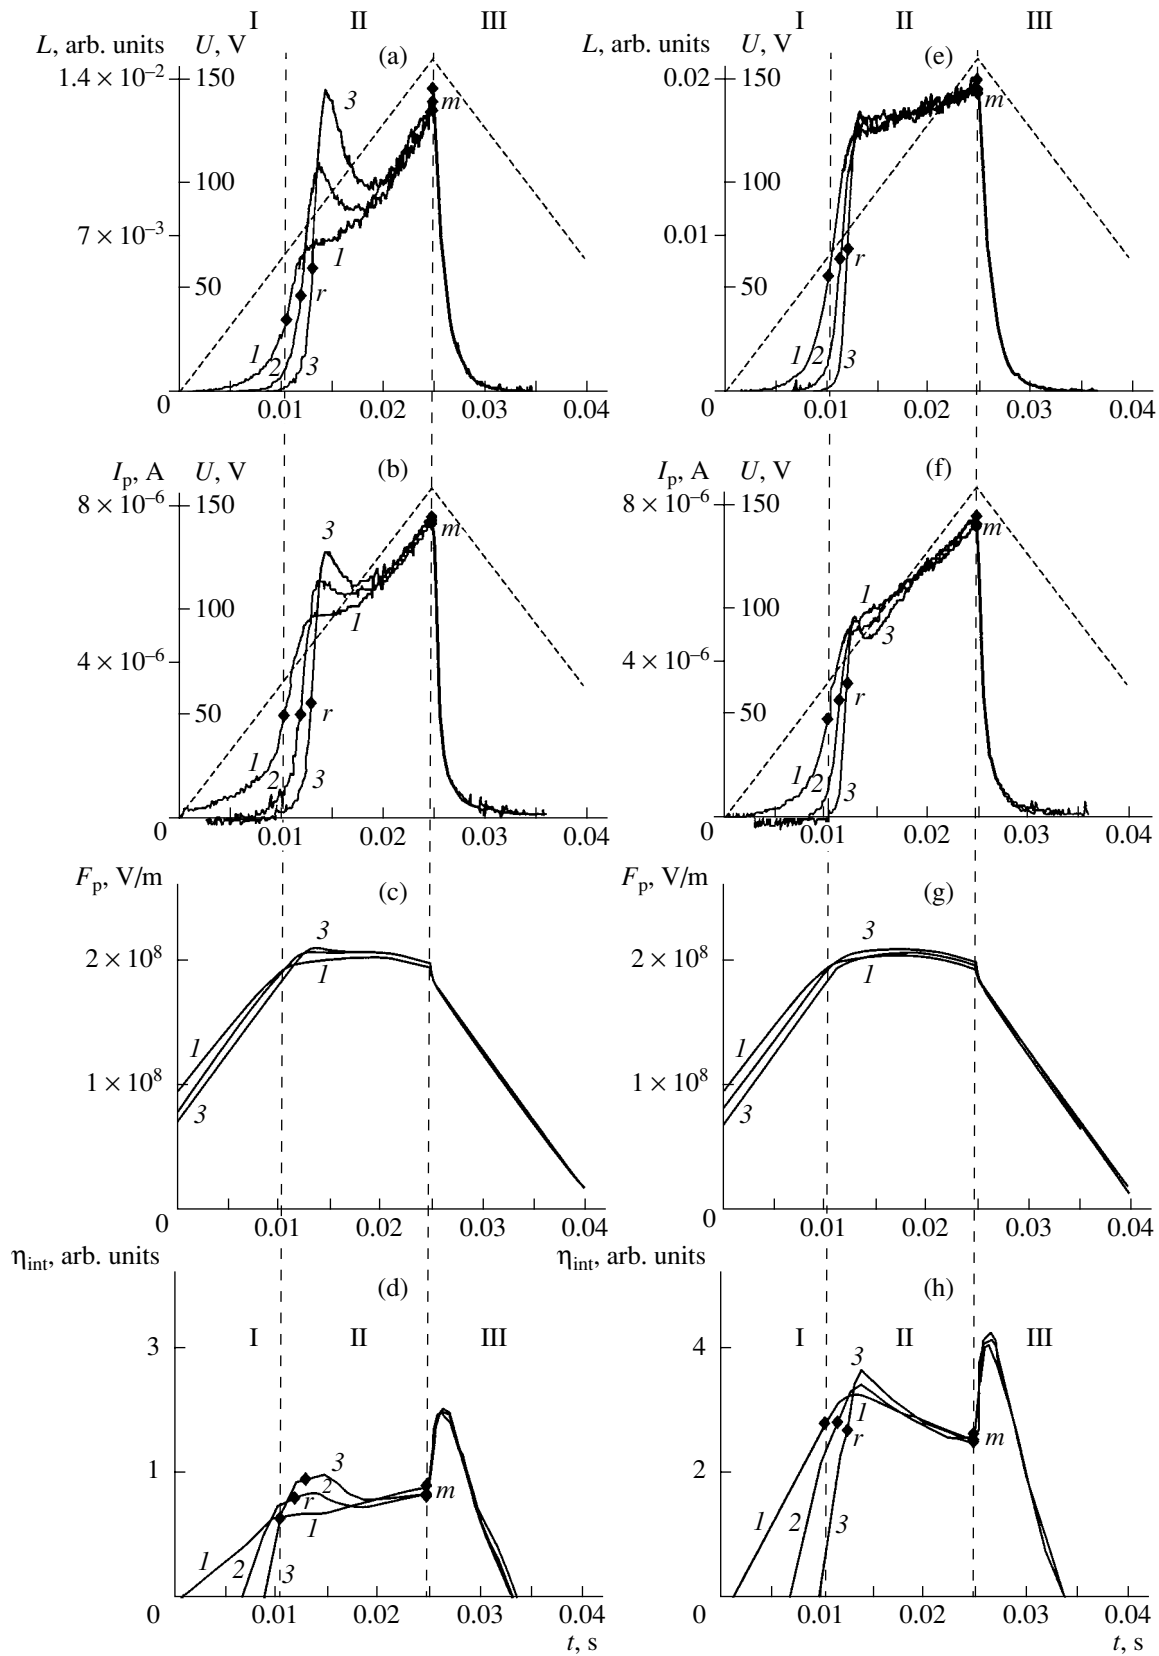 I II III I II III
L, arb. units U, V (a) L, arb. units U, V (e)
1.4 × 10⁻² 150 0.02 150
3 m m
100 100
7 × 10⁻³ 1 0.01
50 r 50 r
1 2 3 1 2 3
0 0.01 0.02 0.03 0.04 0 0.01 0.02 0.03 0.04
Iₚ, A U, V (b) Iₚ, A U, V (f)
8 × 10⁻⁶ 150 8 × 10⁻⁶ 150
3 m m
100 1 100 1
4 × 10⁻⁶ 4 × 10⁻⁶ 3
50 r 50 r
1 2 3 1 2 3
0 0.01 0.02 0.03 0.04 0 0.01 0.02 0.03 0.04
Fₚ, V/m (c) Fₚ, V/m (g)
3 3
2 × 10⁸ 1 2 × 10⁸ 1
1 1
1 × 10⁸ 3 1 × 10⁸ 3
0 0.01 0.02 0.03 0.04 0 0.01 0.02 0.03 0.04
ηint, arb. units (d) ηint, arb. units (h)
I II III I II III
3 4 3
3 1
1 2 m r m
r 1 2
1 2 3 1 2 3
0 0.01 0.02 0.03 0.04 0 0.01 0.02 0.03 0.04
t, s t, s